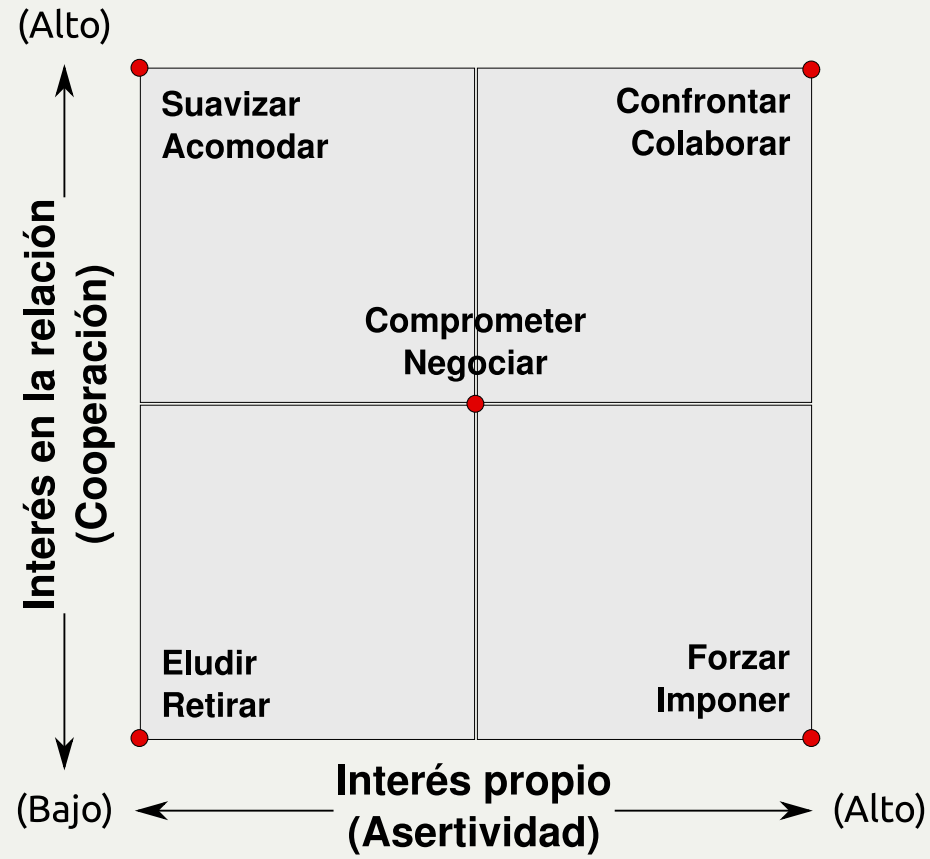 (Alto)
Suavizar
Acomodar
Confrontar
Colaborar
Interés en la relación
(Cooperación)
Comprometer
Negociar
Eludir
Retirar
Forzar
Imponer
(Bajo)
Interés propio
(Asertividad)
(Alto)